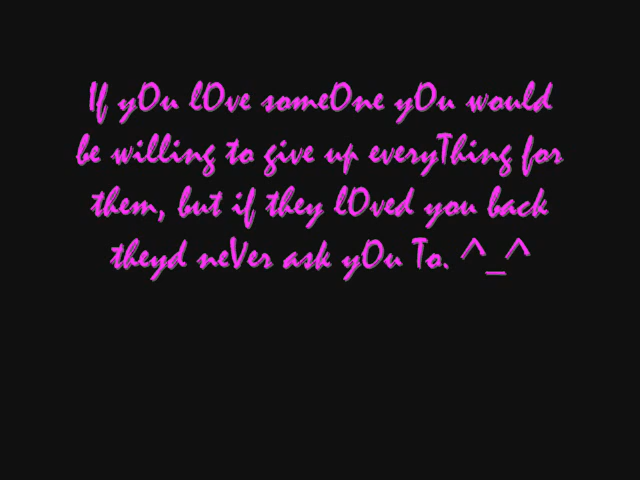 If yOu lOve someOne yOu would
be willing to give up everyThing for
them, but if they lOved you back
theyd neVer ask yOu To. ^_^